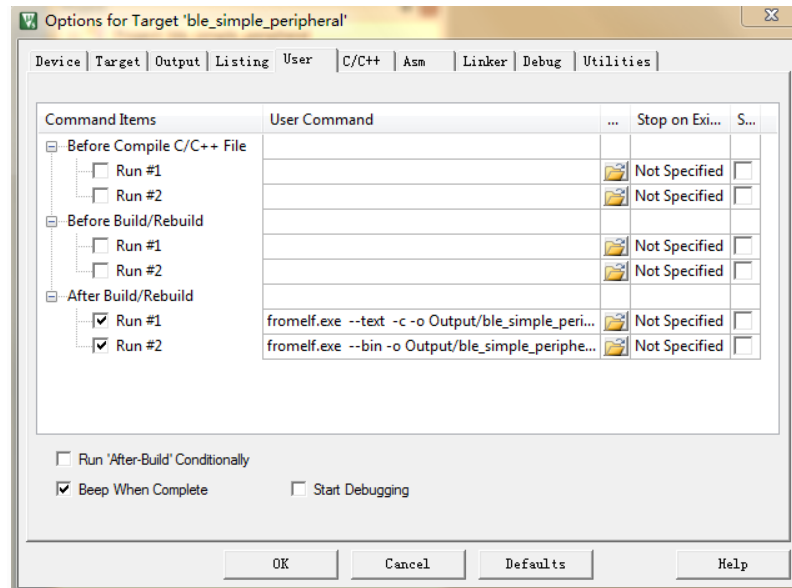 Options for Target 'ble_simple_peripheral'
Device Target Output Listing User C/C++ Asm Linker Debug Utilities
Command Items User Command ... Stop on Exi... S...
Before Compile C/C++ File
Run #1 Not Specified
Run #2 Not Specified
Before Build/Rebuild
Run #1 Not Specified
Run #2 Not Specified
After Build/Rebuild
Run #1 fromelf.exe --text -c -o Output/ble_simple_peri... Not Specified
Run #2 fromelf.exe --bin -o Output/ble_simple_periphe... Not Specified
Run 'After-Build' Conditionally
Beep When Complete Start Debugging
OK Cancel Defaults Help